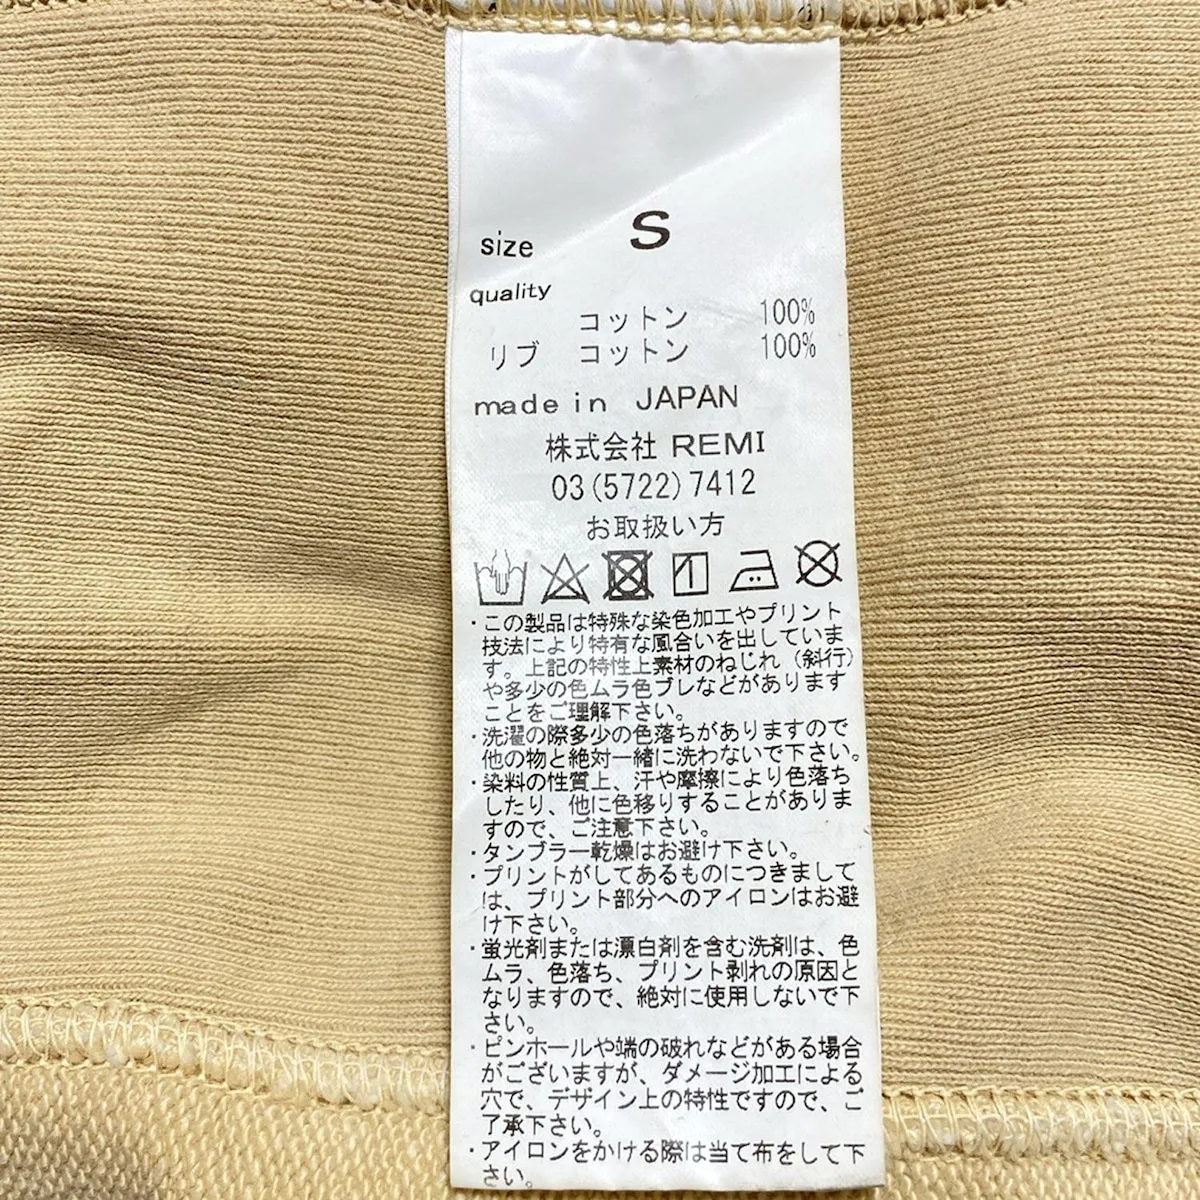 size S
quality
コットン 100%
リブ コットン 100%
made in JAPAN
株式会社 REMI
03(5722)7412
お取扱い方
・この製品は特殊な染色加工やプリント
技法により特有な風合いを出していま
す。上記の特性上素材のねじれ（斜行）
や多少の色ムラ色ブレなどがあります
ことをご理解下さい。
・洗濯の際多少の色落ちがありますので
他の物と絶対一緒に洗わないで下さい。
・染料の性質上、汗や摩擦により色落ち
したり、他に色移りすることがありま
すので、ご注意下さい。
・タンブラー乾燥はお避け下さい。
・プリントがしてあるものにつきまして
は、プリント部分へのアイロンはお避
け下さい。
・蛍光剤または漂白剤を含む洗剤は、色
ムラ、色落ち、プリント剥れの原因と
なりますので、絶対に使用しないで下
さい。
・ピンホールや端の破れなどがある場合
がございますが、ダメージ加工による
穴で、デザイン上の特性ですので、ご
了承下さい。
・アイロンをかける際は当て布をして下
さい。